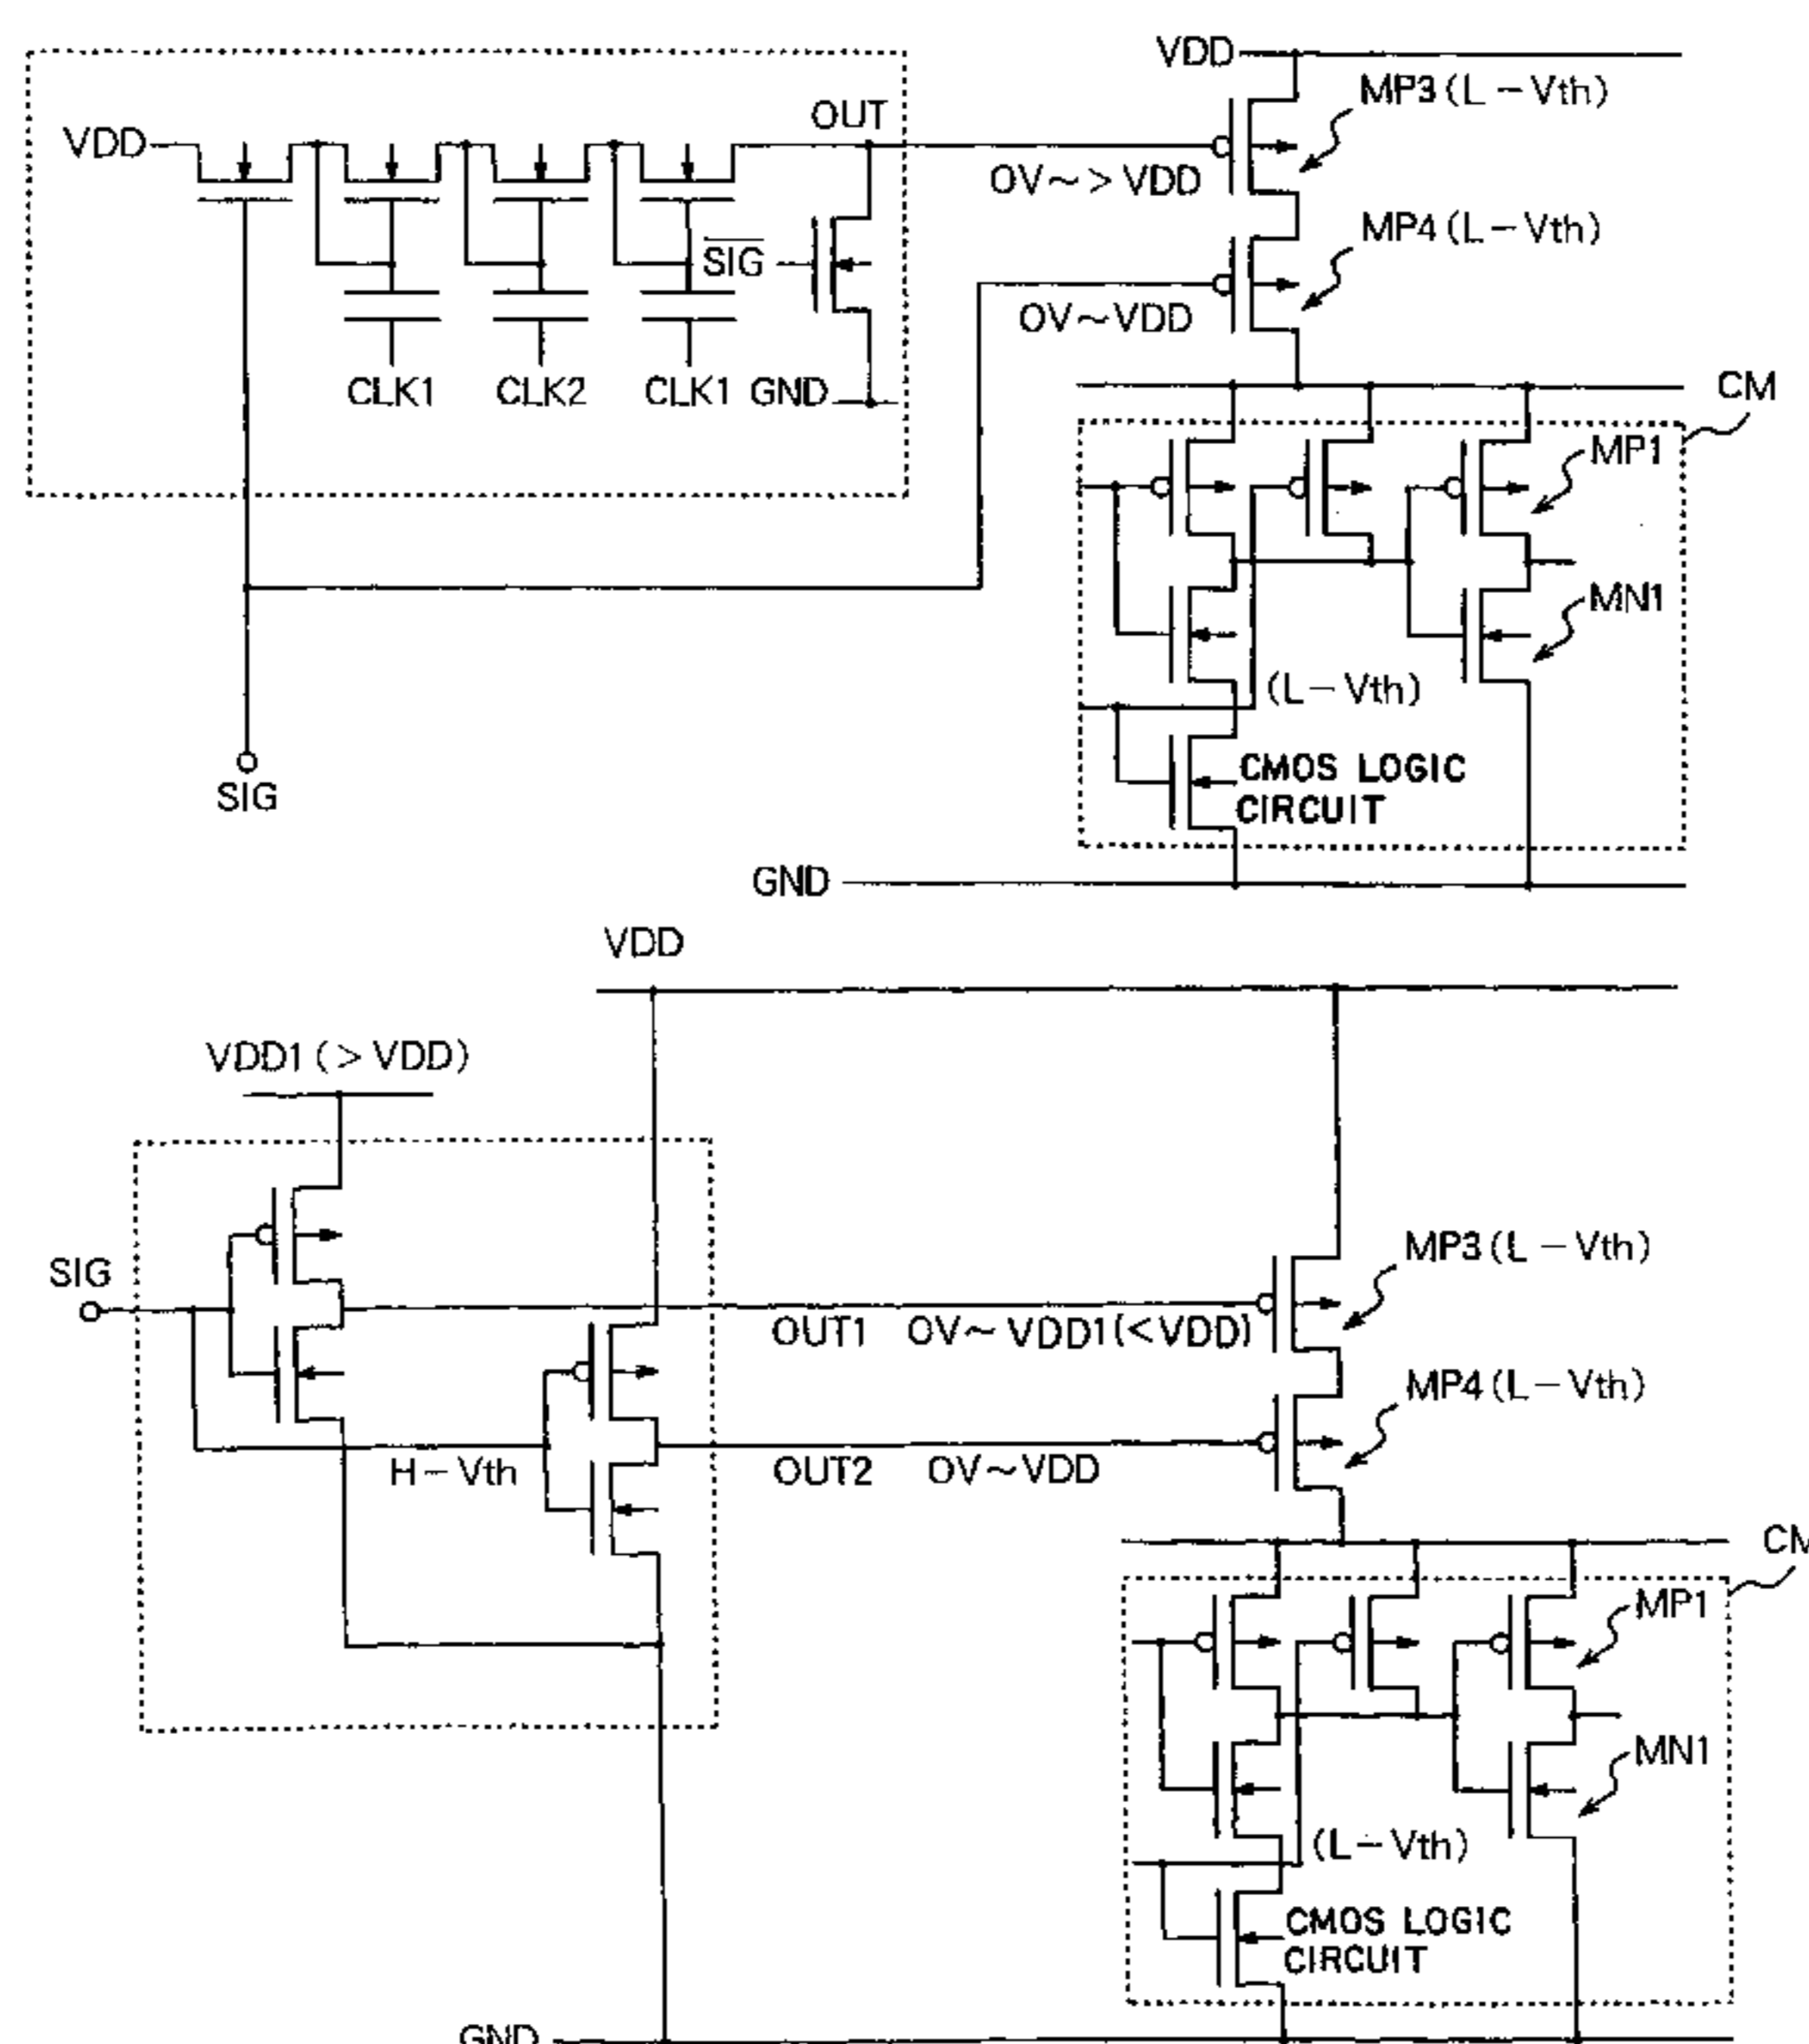 VDD
MP3 (L-Vth)
VDD
OUT
0V~>VDD
MP4 (L-Vth)
SIG
0V~VDD
CLK1
CLK2
CLK1
GND
CM
MP1
MN1
(L-Vth)
SIG
CMOS LOGIC
CIRCUIT
GND
VDD
VDD1 (>VDD)
SIG
MP3 (L-Vth)
OUT1
0V~VDD1 (<VDD)
MP4 (L-Vth)
H-Vth
OUT2
0V~VDD
CM
MP1
MN1
(L-Vth)
CMOS LOGIC
CIRCUIT
GND